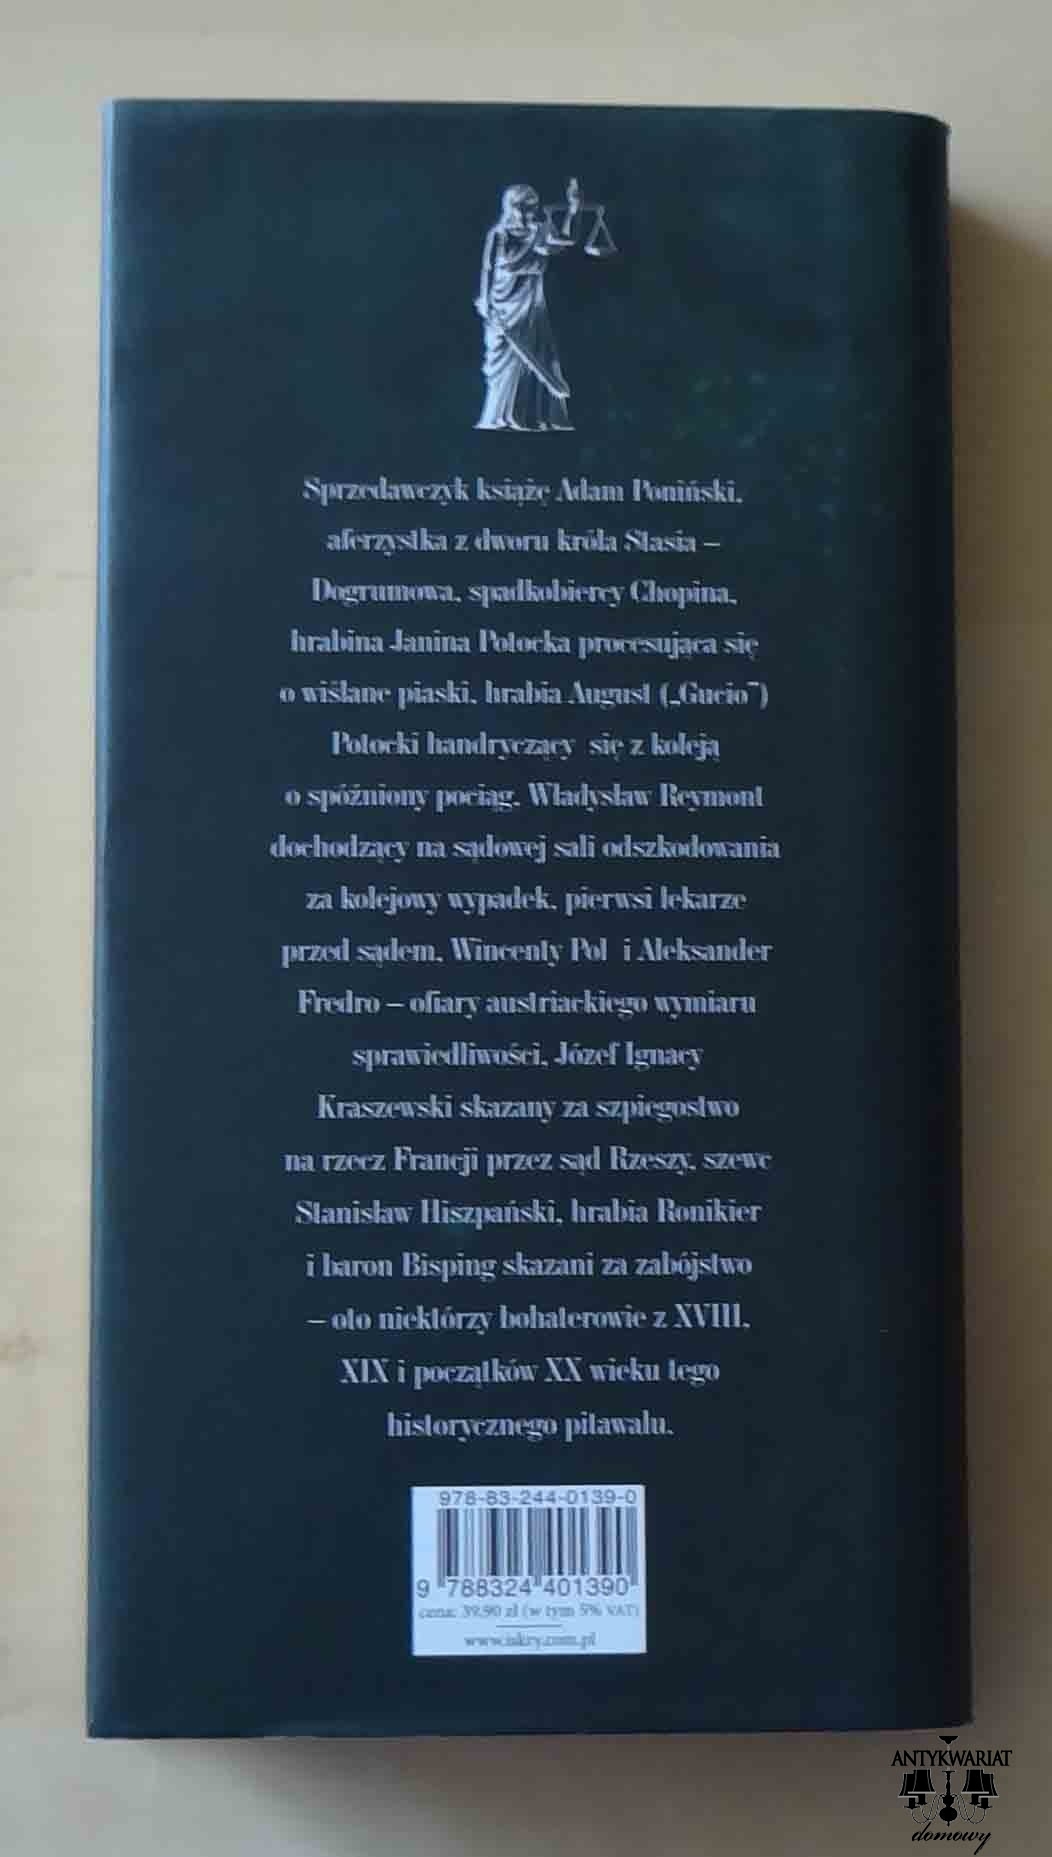 Sprzedawczyk książę Adam Poniński,
aferzystka z dworu króla Stasia –
Dogrumowa, spadkobiercy Chopina,
hrabina Janina Potocka procesująca się
o wiślane piaski, hrabia August („Gucio”)
Potocki handryczący się z koleją
o spóźniony pociąg, Władysław Reymont
dochodzący na sądowej sali odszkodowania
za kolejowy wypadek, pierwsi lekarze
przed sądem, Wincenty Pol i Aleksander
Fredro – ofiary austriackiego wymiaru
sprawiedliwości, Józef Ignacy
Kraszewski skazany za szpiegostwo
na rzecz Francji przez sąd Rzeszy, szewc
Stanisław Hiszpański, hrabia Ronikier
i baron Bisping skazani za zabójstwo
– oto niektórzy bohaterowie z XVIII,
XIX i początków XX wieku tego
historycznego pitawalu.
978-83-244-0139-0
9 788324 401390
cena: 39,90 zł (w tym 5% VAT)
www.iskry.com.pl
ANTYKWARIAT
domowy